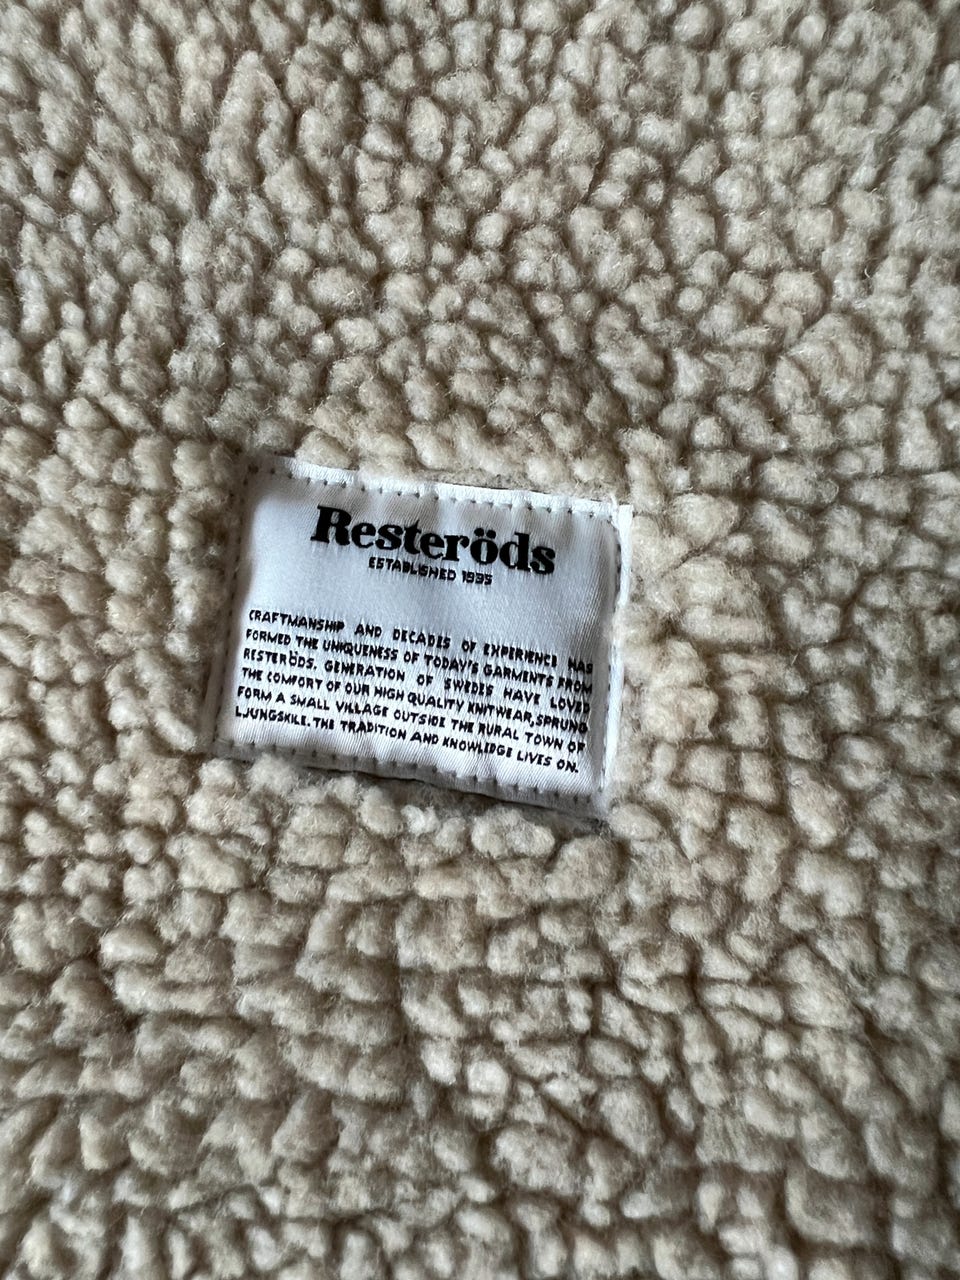 Resteröds
ESTABLISHED 1935
CRAFTMANSHIP AND DECADES OF EXPERIENCE HAS
FORMED THE UNIQUENESS OF TODAY'S GARMENTS FROM
RESTERÖDS. GENERATION OF SWEDES HAVE LOVED
THE COMFORT OF OUR HIGH QUALITY KNITWEAR, SPRUNG
FORM A SMALL VILLAGE OUTSIDE THE RURAL TOWN OF
LJUNGSKILE. THE TRADITION AND KNOWLEDGE LIVES ON.